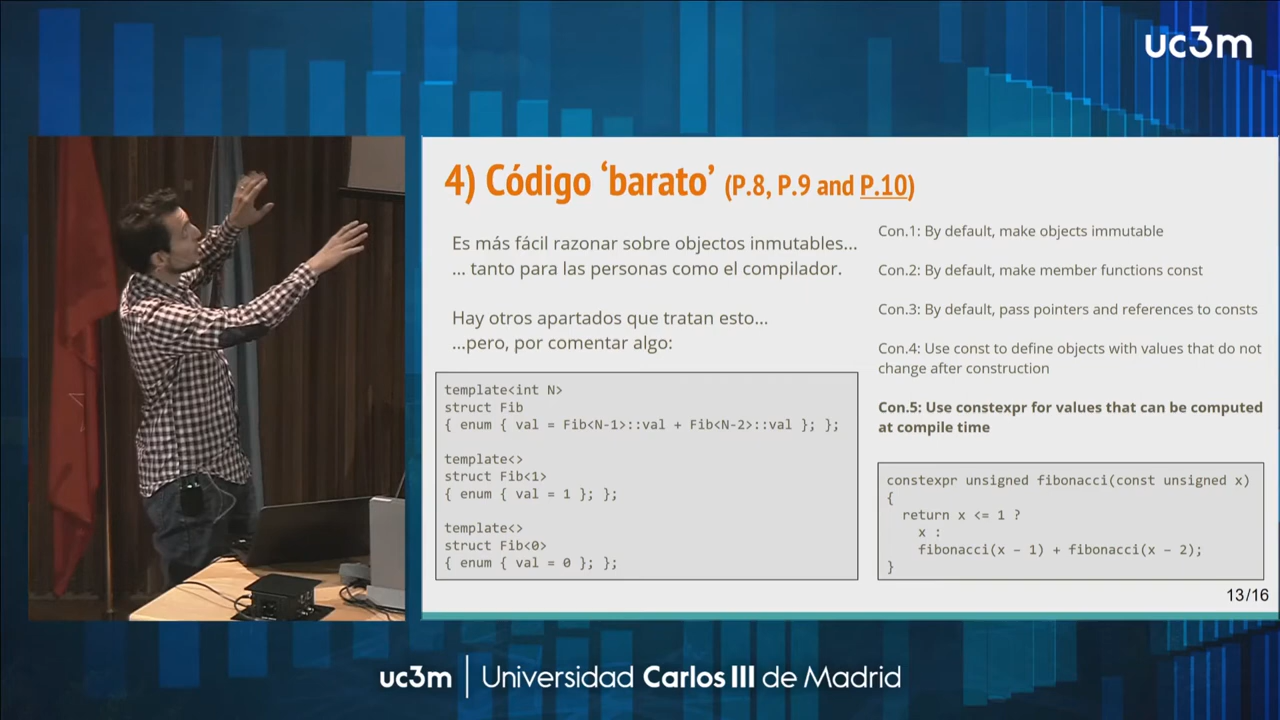 uc3m
4) Código ‘barato’ (P.8, P.9 and P.10)
Es más fácil razonar sobre objectos inmutables...
... tanto para las personas como el compilador.
Hay otros apartados que tratan esto...
...pero, por comentar algo:
template<int N>
struct Fib
{ enum { val = Fib<N-1>::val + Fib<N-2>::val }; };
template<>
struct Fib<1>
{ enum { val = 1 }; };
template<>
struct Fib<0>
{ enum { val = 0 }; };
Con.1: By default, make objects immutable
Con.2: By default, make member functions const
Con.3: By default, pass pointers and references to consts
Con.4: Use const to define objects with values that do not
change after construction
Con.5: Use constexpr for values that can be computed
at compile time
constexpr unsigned fibonacci(const unsigned x)
{
return x <= 1 ?
x :
fibonacci(x – 1) + fibonacci(x – 2);
}
13/16
uc3m | Universidad Carlos III de Madrid